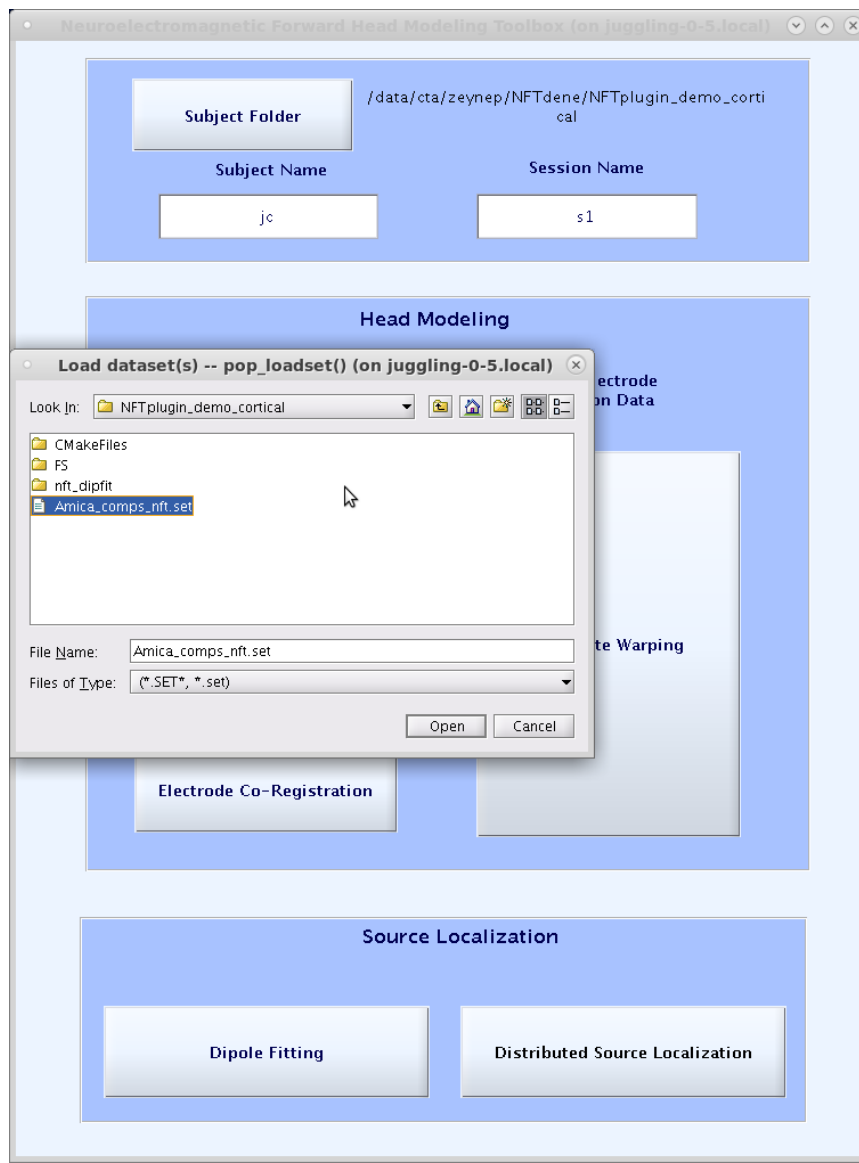 Neuroelectromagnetic Forward Head Modeling Toolbox (on juggling-0-5.local)
Subject Folder
/data/cta/zeynep/NFTdene/NFTplugin_demo_corti
cal
Subject Name
Session Name
jc
s1
Head Modeling
Load dataset(s) -- pop_loadset() (on juggling-0-5.local)
ectrode
on Data
Look In:
NFTplugin_demo_cortical
CMakeFiles
FS
nft_dipfit
Amica_comps_nft.set
te Warping
File Name:
Amica_comps_nft.set
Files of Type:
(*.SET*, *.set)
Open
Cancel
Electrode Co-Registration
Source Localization
Dipole Fitting
Distributed Source Localization